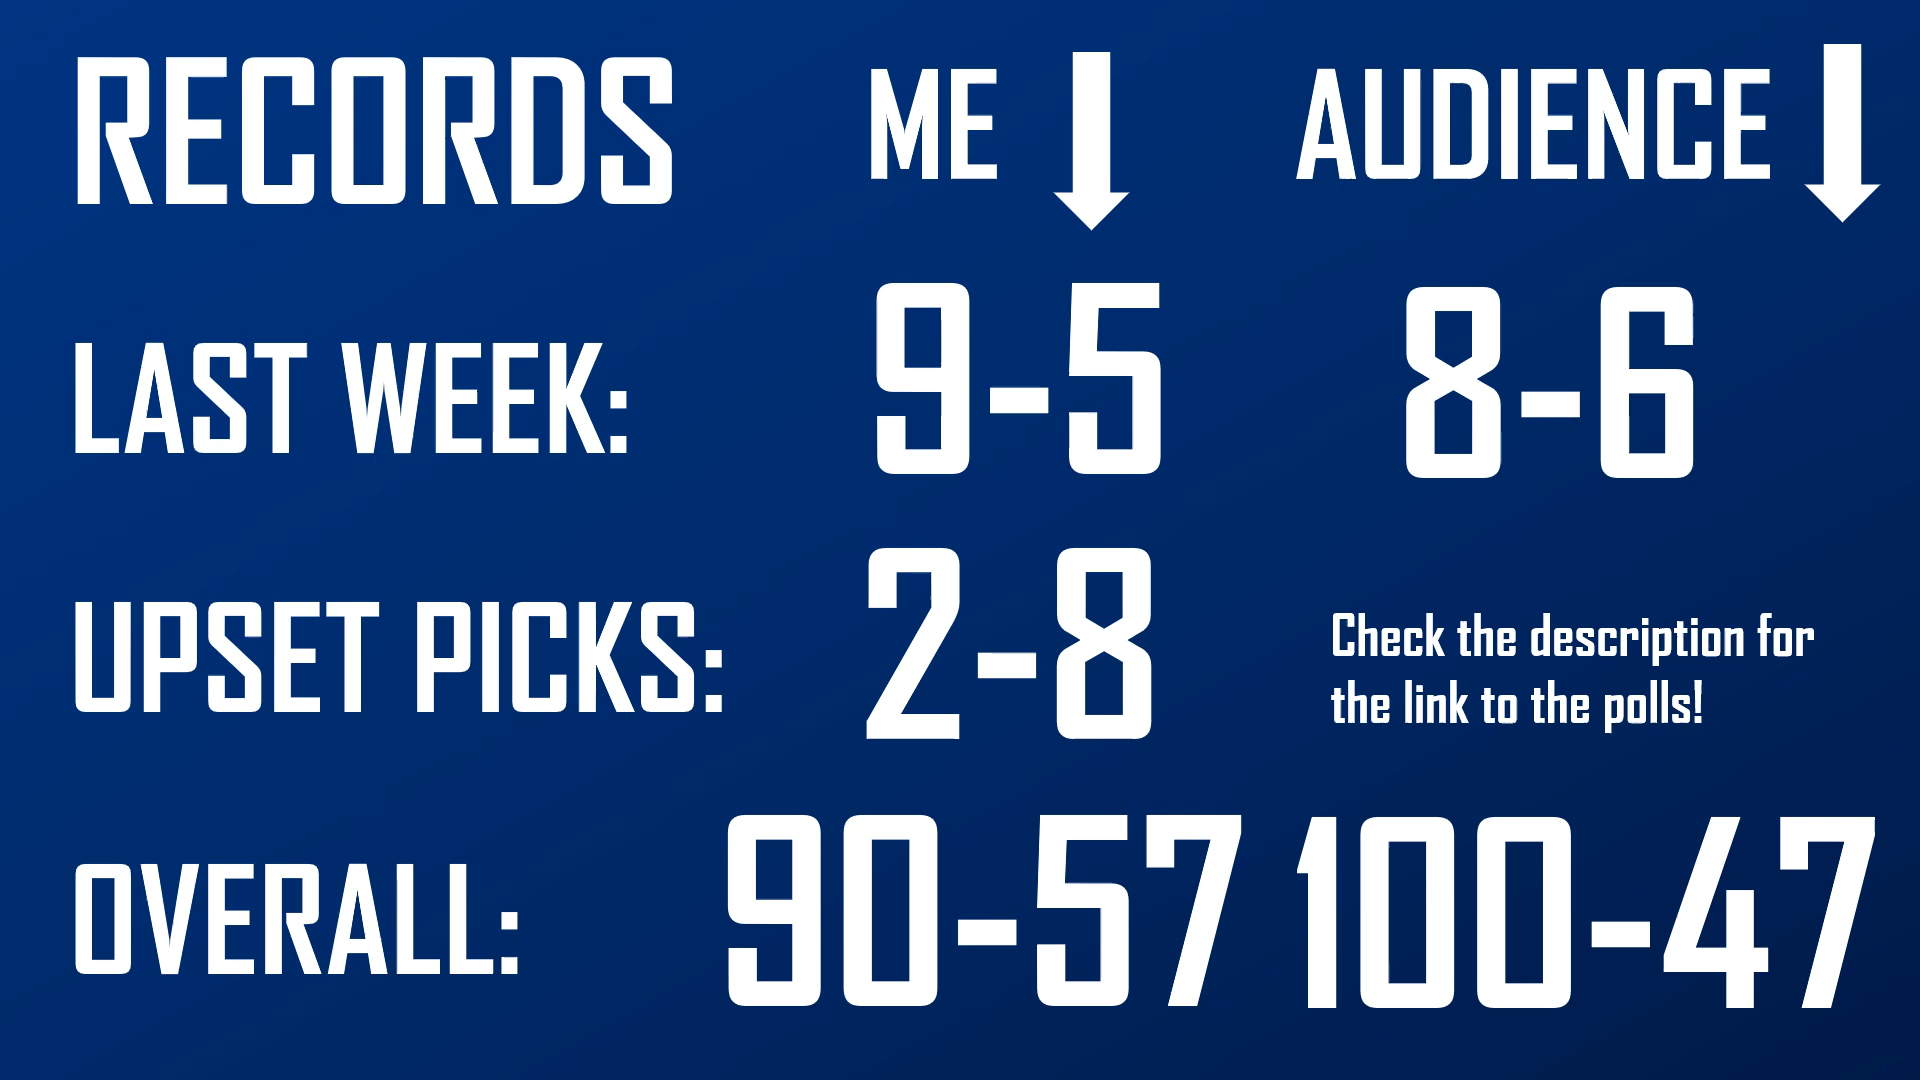 RECORDS ME AUDIENCE
LAST WEEK: 9-5 8-6
UPSET PICKS: 2-8 Check the description for
the link to the polls!
OVERALL: 90-57 100-47